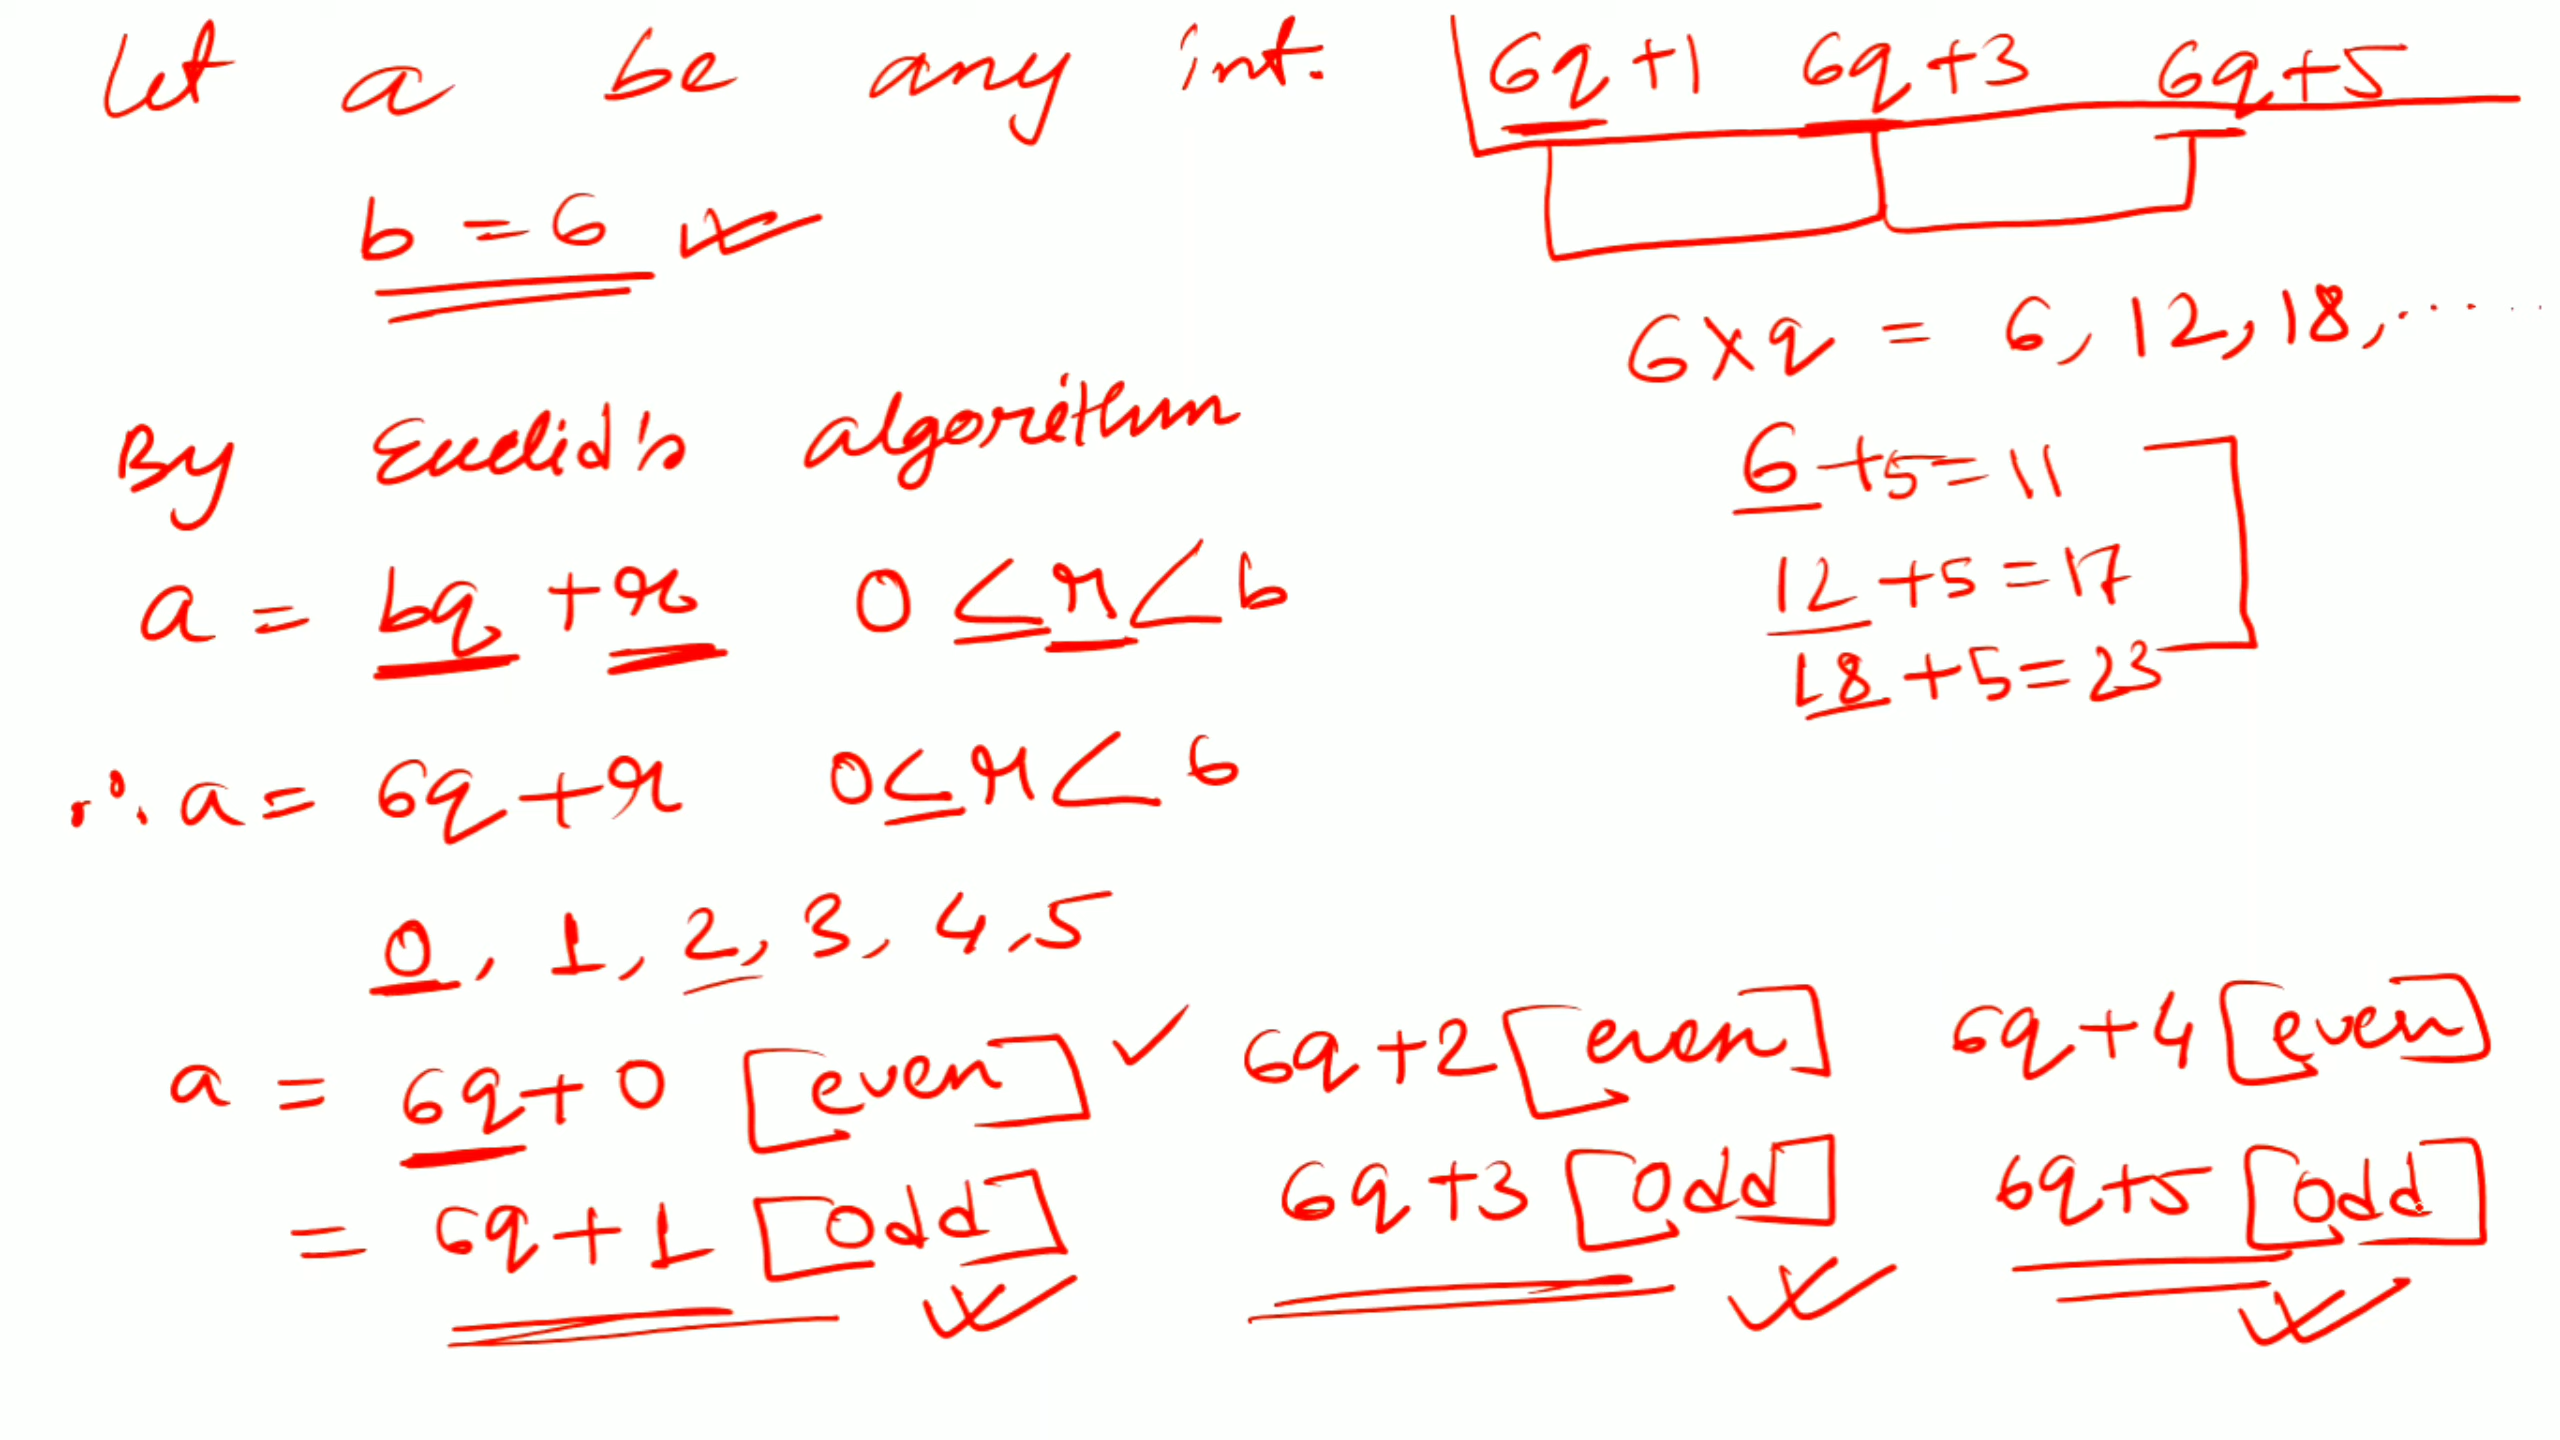 Let a be any int.
6q+1 6q+3 6q+5
b = 6
6×q = 6, 12, 18, .....
By Euclid's algorithm
6+5=11
a = bq + r 0 ≤ r < b
12+5=17
18+5=23
∴ a = 6q + r 0 ≤ r < 6
0, 1, 2, 3, 4, 5
a = 6q + 0 [even] ✓ 6q+2 [even] 6q+4 [even]
= 6q + 1 [odd] 6q+3 [odd] 6q+5 [odd]